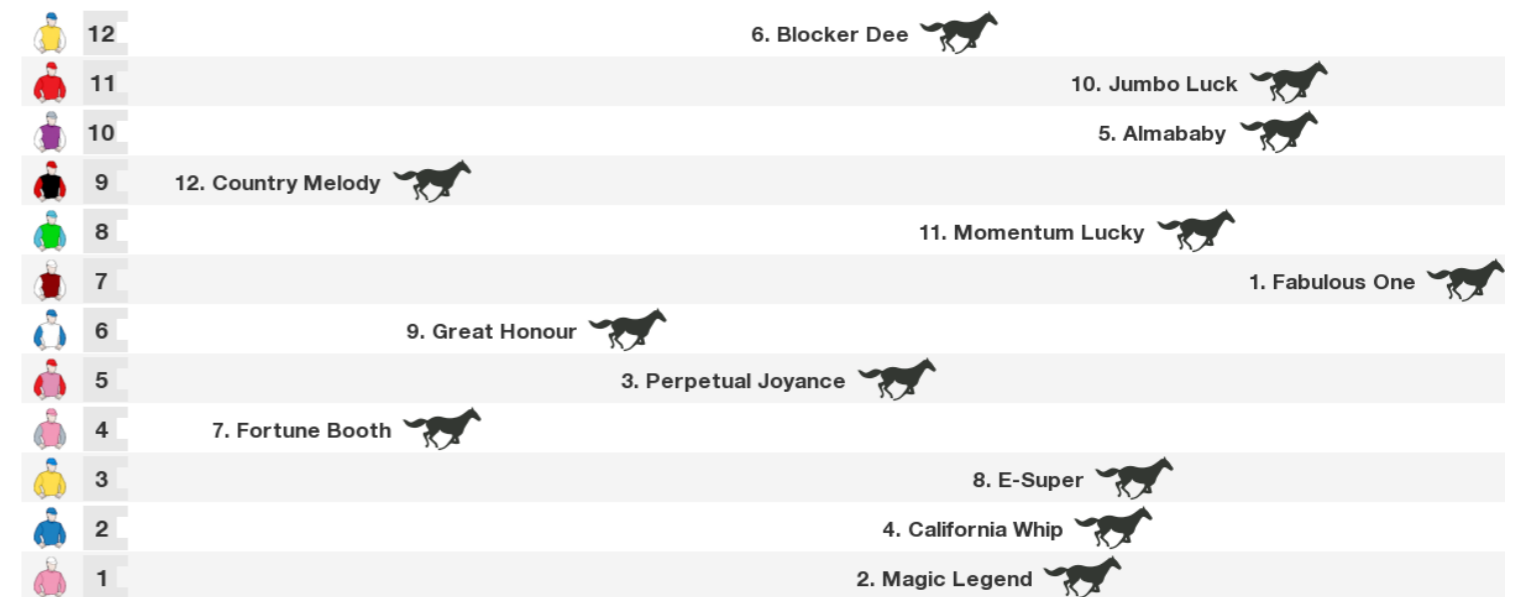 12 6. Blocker Dee
11 10. Jumbo Luck
10 5. Almababy
9 12. Country Melody
8 11. Momentum Lucky
7 1. Fabulous One
6 9. Great Honour
5 3. Perpetual Joyance
4 7. Fortune Booth
3 8. E-Super
2 4. California Whip
1 2. Magic Legend